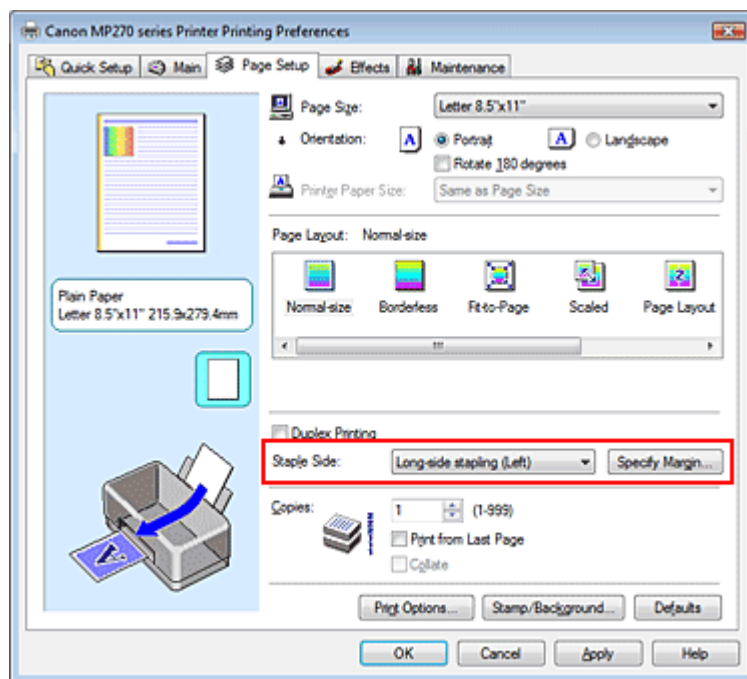 Canon MP270 series Printer Printing Preferences
Quick Setup Main Page Setup Effects Maintenance
Page Size: Letter 8.5"x11"
Orientation: A Portrait A Landscape
Rotate 180 degrees
Printer Paper Size: Same as Page Size
Page Layout: Normal-size
Normal-size Borderless Fit-to-Page Scaled Page Layout
Plain Paper
Letter 8.5"x11" 215.9x279.4mm
Duplex Printing
Staple Side: Long-side stapling (Left) Specify Margin...
Copies: 1 (1-999)
Print from Last Page
Collate
Print Options... Stamp/Background... Defaults
OK Cancel Apply Help